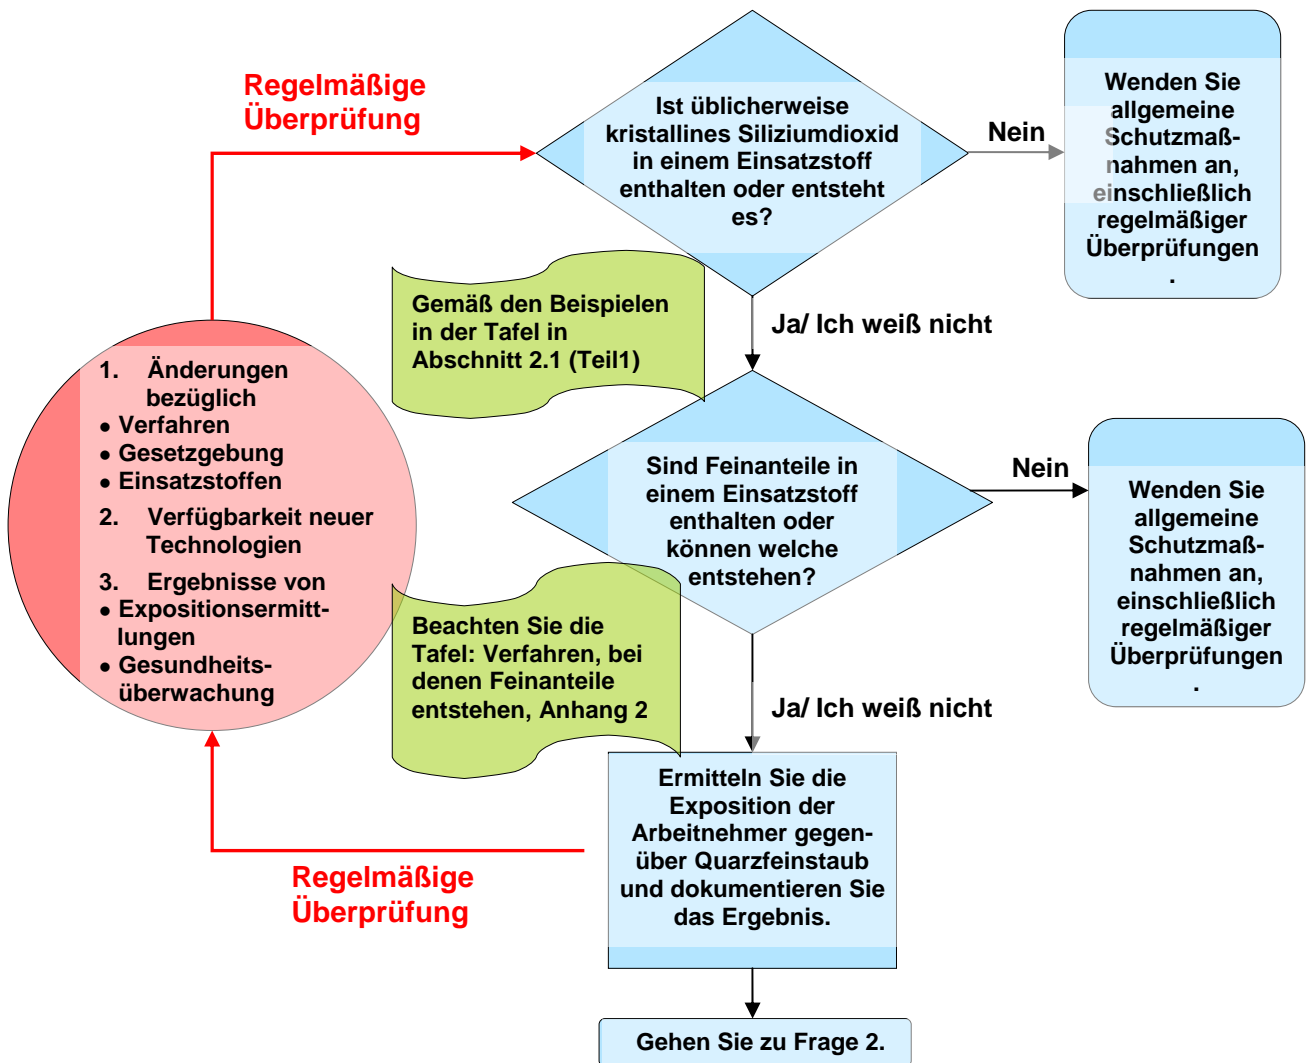 Regelmäßige
Überprüfung
Ist üblicherweise
kristallines Siliziumdioxid
in einem Einsatzstoff
enthalten oder entsteht
es?
Nein
Wenden Sie
allgemeine
Schutzmaß-
nahmen an,
einschließlich
regelmäßiger
Überprüfungen
.
Gemäß den Beispielen
in der Tafel in
Abschnitt 2.1 (Teil1)
Ja/ Ich weiß nicht
1. Änderungen
bezüglich
• Verfahren
• Gesetzgebung
• Einsatzstoffen
2. Verfügbarkeit neuer
Technologien
3. Ergebnisse von
• Expositionsermitt-
lungen
• Gesundheits-
überwachung
Sind Feinanteile in
einem Einsatzstoff
enthalten oder
können welche
entstehen?
Nein
Wenden Sie
allgemeine
Schutzmaß-
nahmen an,
einschließlich
regelmäßiger
Überprüfungen
.
Beachten Sie die
Tafel: Verfahren, bei
denen Feinanteile
entstehen, Anhang 2
Ja/ Ich weiß nicht
Ermitteln Sie die
Exposition der
Arbeitnehmer gegen-
über Quarzfeinstaub
und dokumentieren Sie
das Ergebnis.
Regelmäßige
Überprüfung
Gehen Sie zu Frage 2.